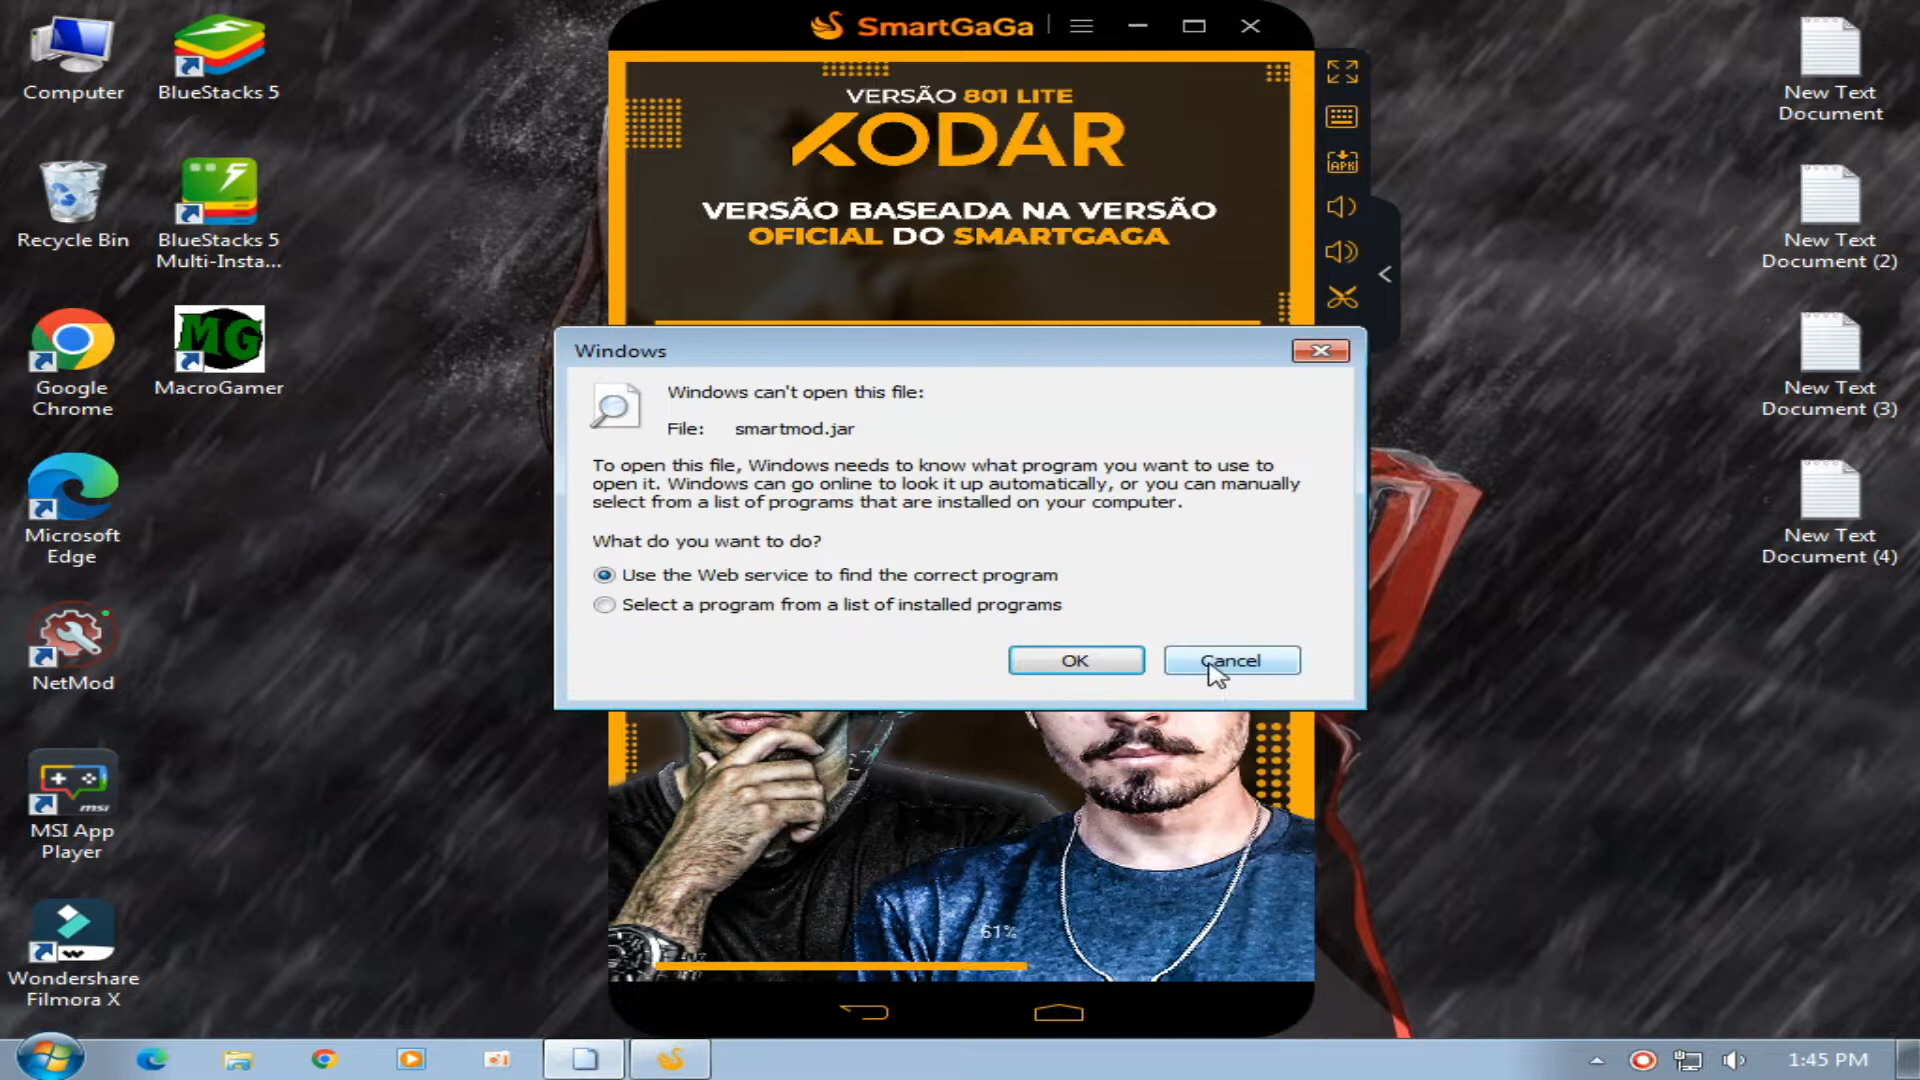 Computer
BlueStacks 5
Recycle Bin
BlueStacks 5
Multi-Insta...
Google
Chrome
MG
MacroGamer
Microsoft
Edge
NetMod
msi
MSI App
Player
Wondershare
Filmora X
SmartGaGa
VERSÃO 801 LITE
KODAR
VERSÃO BASEADA NA VERSÃO
OFICIAL DO SMARTGAGA
APK
Windows
Windows can't open this file:
File: smartmod.jar
To open this file, Windows needs to know what program you want to use to
open it. Windows can go online to look it up automatically, or you can manually
select from a list of programs that are installed on your computer.
What do you want to do?
Use the Web service to find the correct program
Select a program from a list of installed programs
OK
Cancel
61%
New Text
Document
New Text
Document (2)
New Text
Document (3)
New Text
Document (4)
1:45 PM